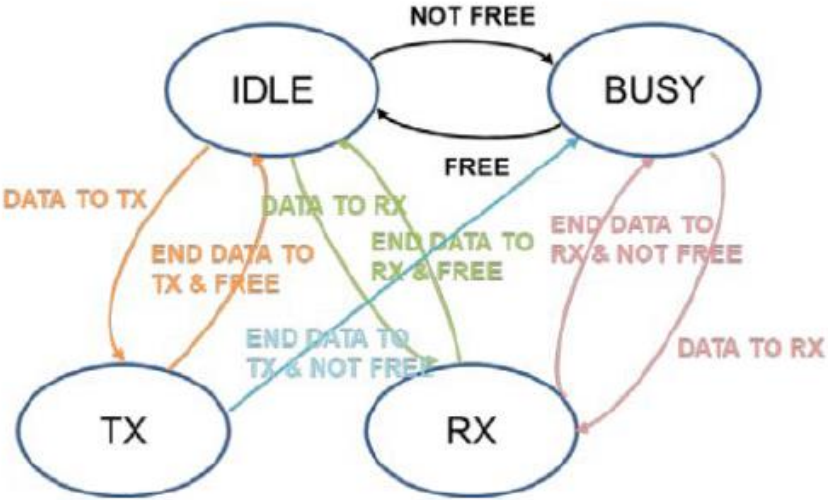 NOT FREE
IDLE
BUSY
FREE
DATA TO TX
DATA TO RX
END DATA TO
TX & FREE
END DATA TO
RX & FREE
END DATA TO
RX & NOT FREE
END DATA TO
TX & NOT FREE
DATA TO RX
TX
RX